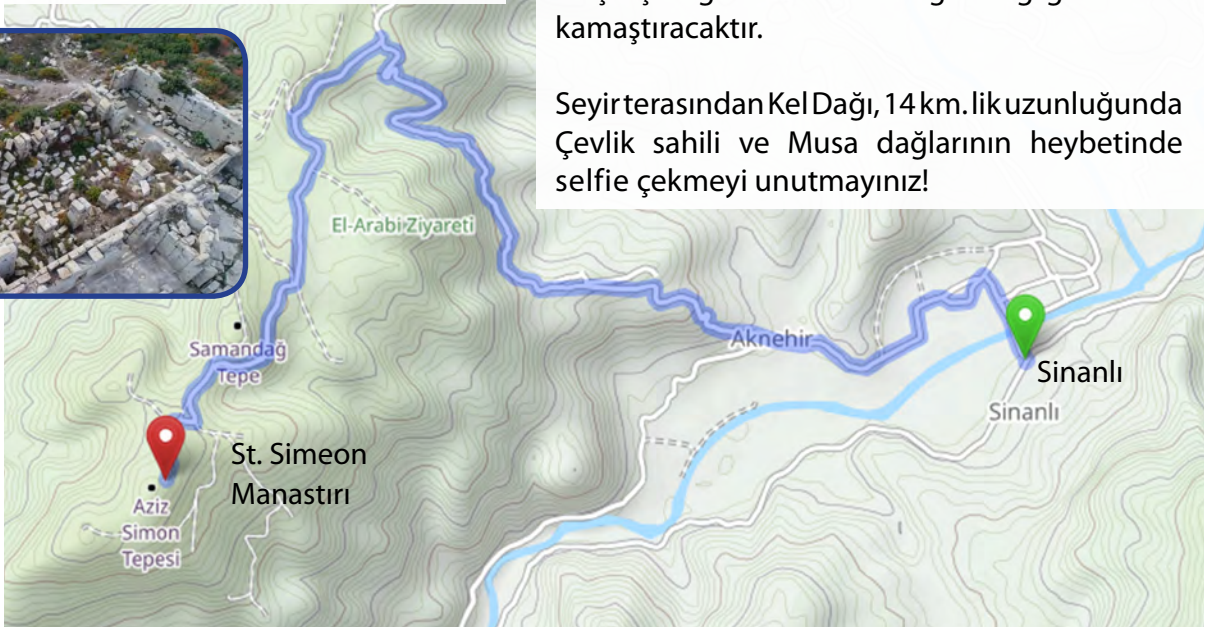 kamaştıracaktır.
Seyir terasından Kel Dağı, 14 km. lik uzunluğunda
Çevlik sahili ve Musa dağlarının heybetinde
selfie çekmeyi unutmayınız!
El-Arabi Ziyareti
Samandağ
Tepe
Aknehir
Sinanlı
Sinanlı
St. Simeon
Manastırı
Aziz
Simon
Tepesi